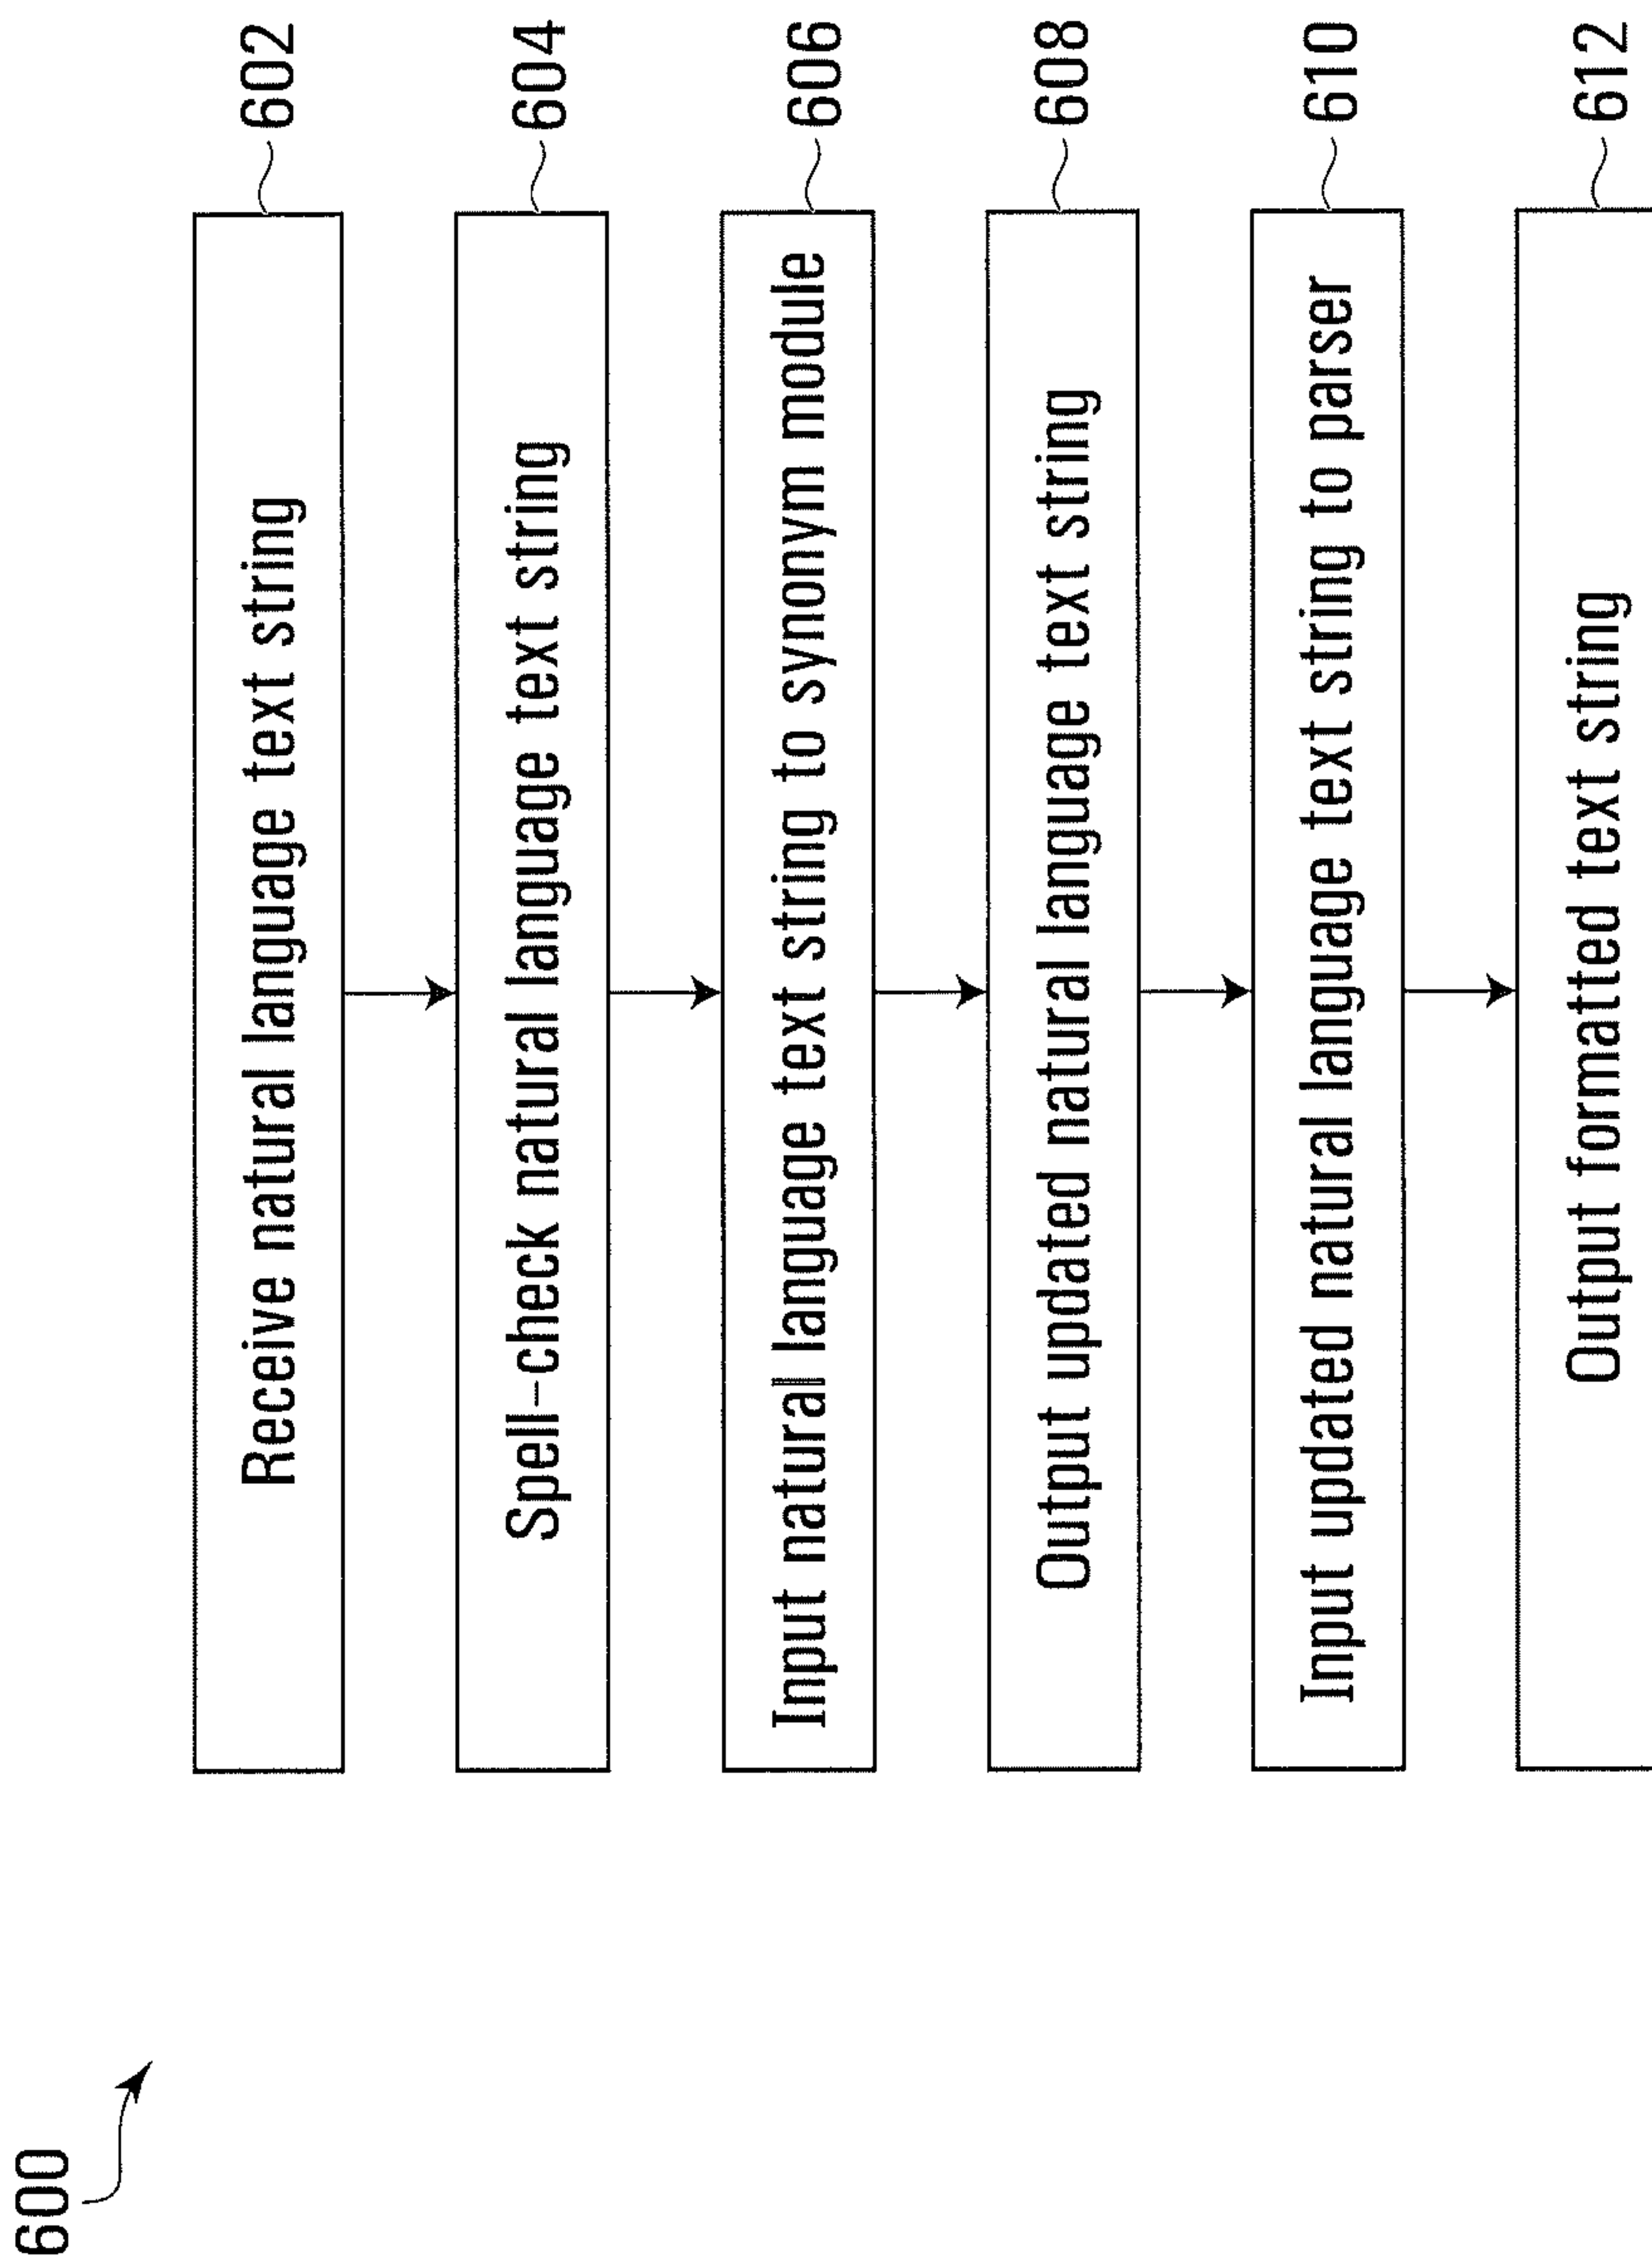 600
Receive natural language text string
602
Spell-check natural language text string
604
Input natural language text string to synonym module
606
Output updated natural language text string
608
Input updated natural language text string to parser
610
Output formatted text string
612